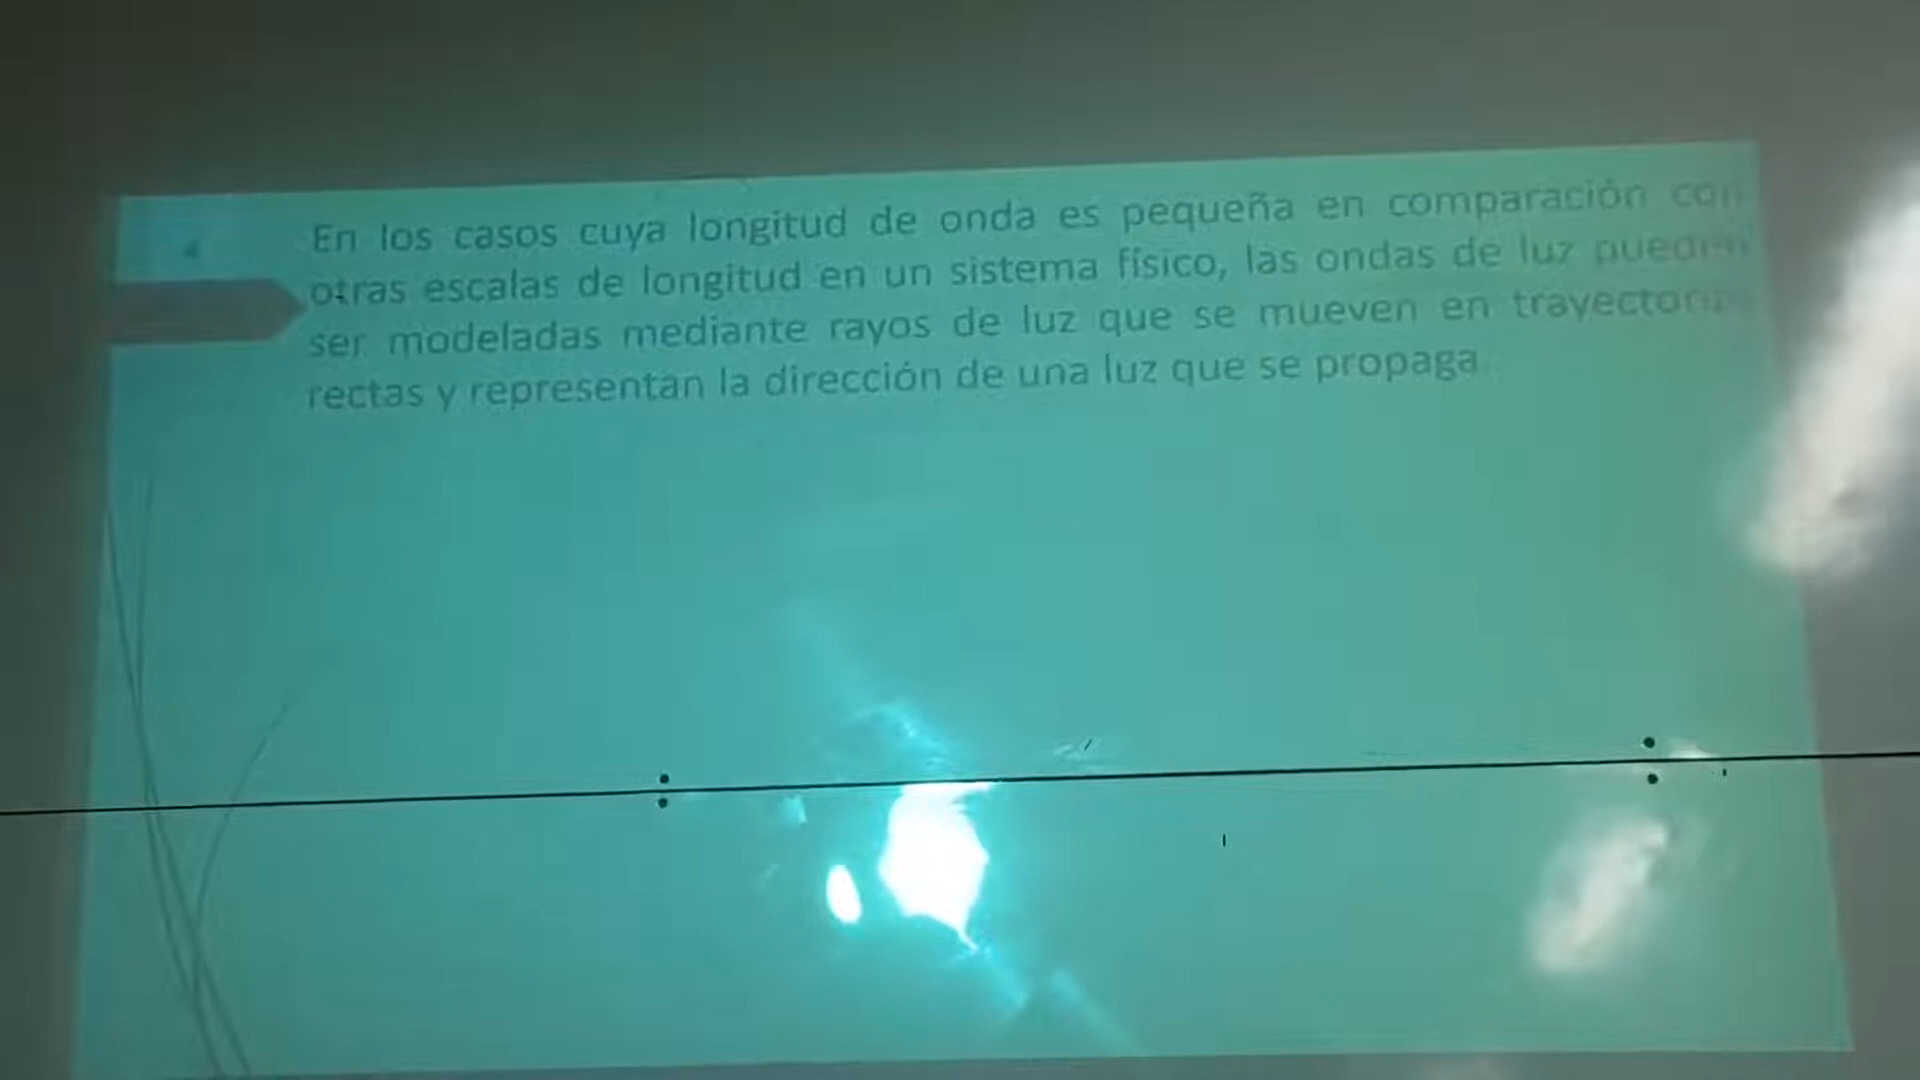 En los casos cuya longitud de onda es pequeña en comparación con
otras escalas de longitud en un sistema físico, las ondas de luz pueden
ser modeladas mediante rayos de luz que se mueven en trayectorias
rectas y representan la dirección de una luz que se propaga.